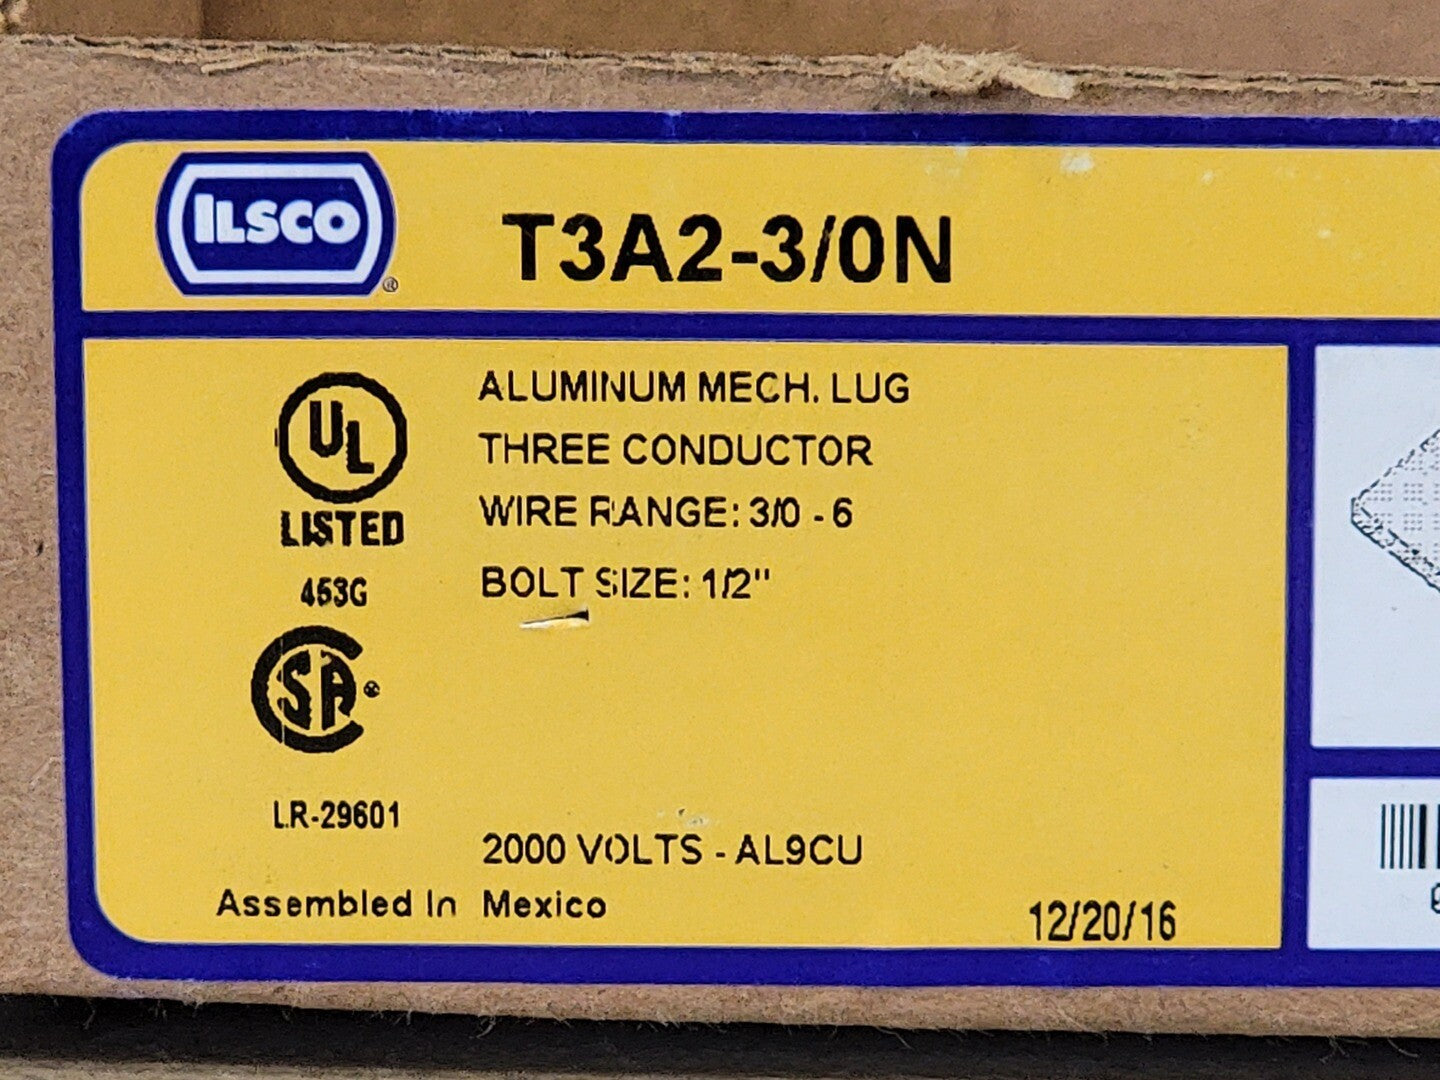 ILSCO
®
T3A2-3/0N
UL
LISTED
453G
CSA
®
LR-29601
ALUMINUM MECH. LUG
THREE CONDUCTOR
WIRE RANGE: 3/0 - 6
BOLT SIZE: 1/2"
2000 VOLTS - AL9CU
Assembled In Mexico
12/20/16